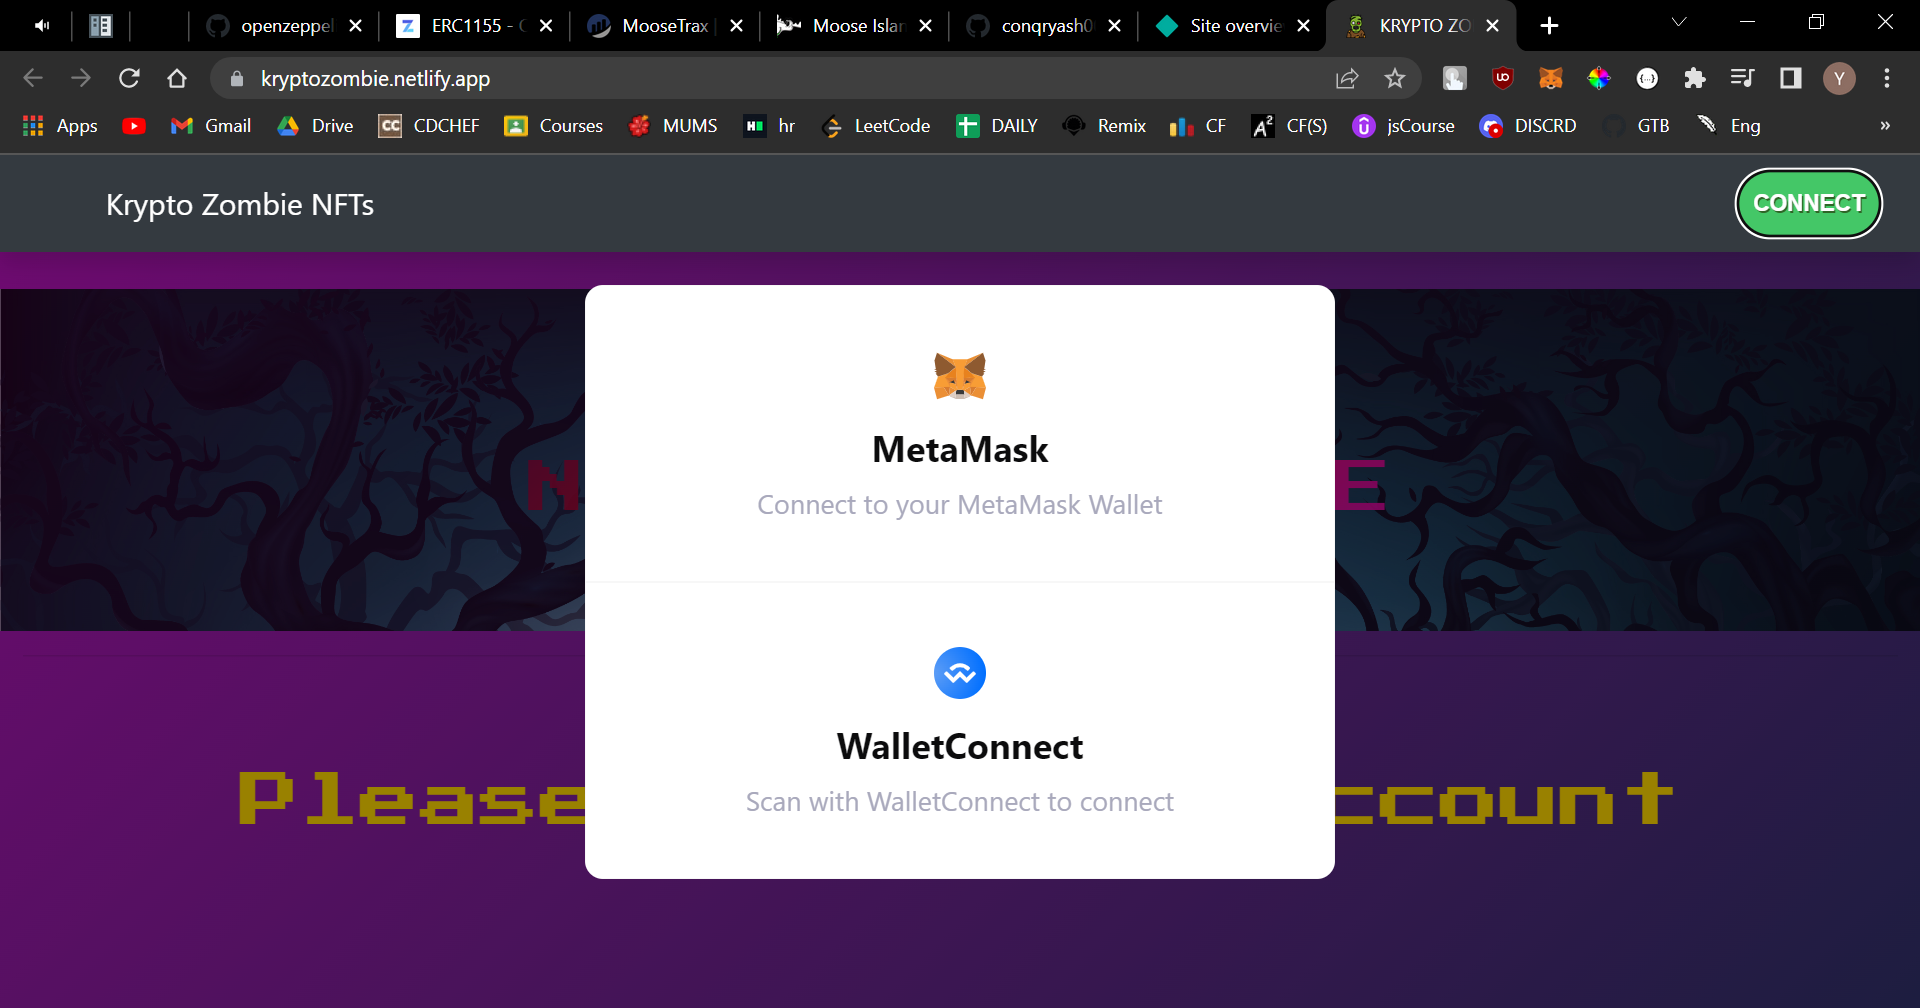 openzeppel
ERC1155 -
MooseTrax
Moose Islan
conqryash0
Site overvie
KRYPTO ZO
kryptozombie.netlify.app
Y
Apps
Gmail
Drive
CC
CDCHEF
Courses
MUMS
hr
LeetCode
DAILY
Remix
CF
CF(S)
jsCourse
DISCRD
GTB
Eng
»
Krypto Zombie NFTs
CONNECT
MetaMask
Connect to your MetaMask Wallet
N E
WalletConnect
Scan with WalletConnect to connect
Please ccount